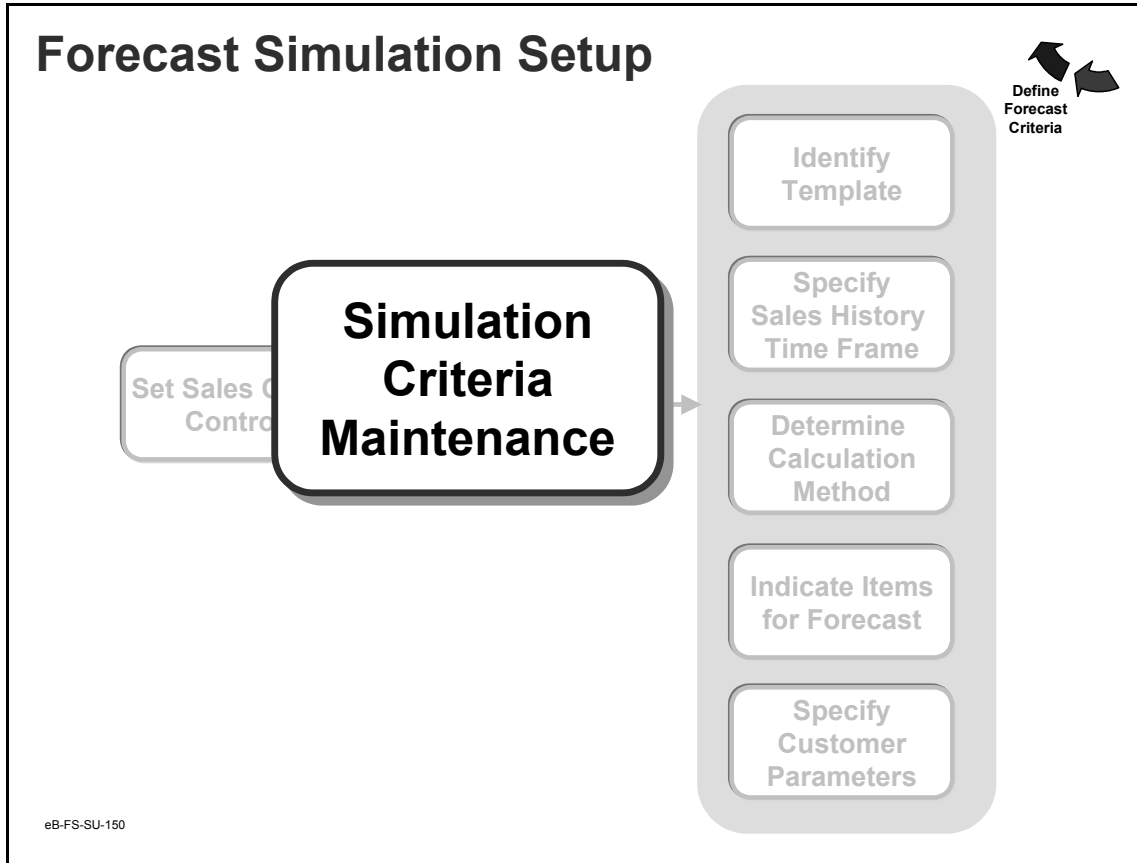 Forecast Simulation Setup
Define
Forecast
Criteria
Set Sales
Simulation
Criteria
Maintenance
Identify
Template
Specify
Sales History
Time Frame
Determine
Calculation
Method
Indicate Items
for Forecast
Specify
Customer
Parameters
eB-FS-SU-150